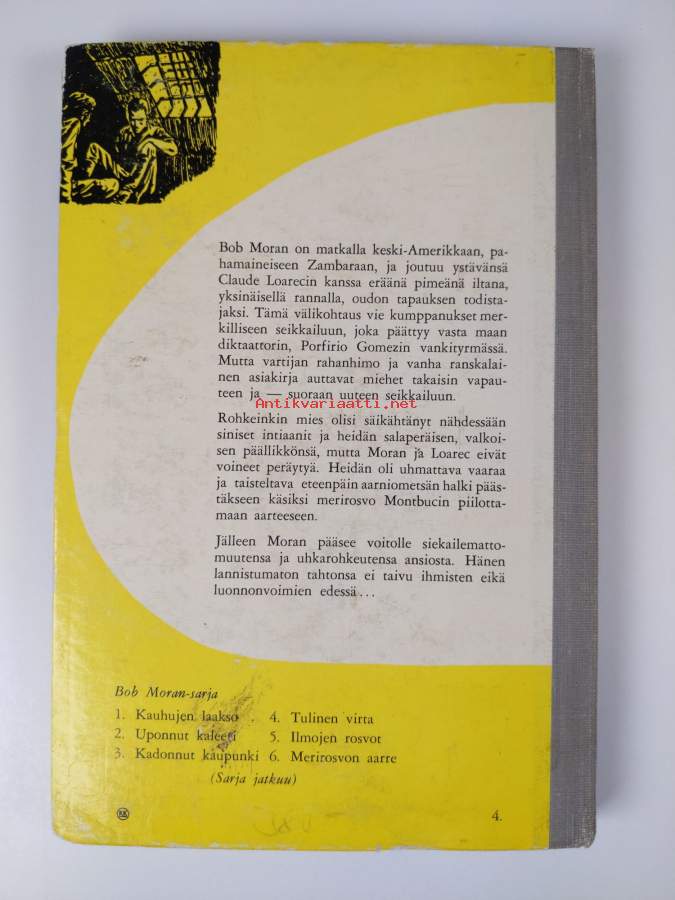 Bob Moran on matkalla keski-Amerikkaan, pa-
hamaineiseen Zambaraan, ja joutuu ystävänsä
Claude Loarecin kanssa eräänä pimeänä iltana,
yksinäisellä rannalla, oudon tapauksen todista-
jaksi. Tämä välikohtaus vie kumppanukset mer-
killiseen seikkailuun, joka päättyy vasta maan
diktaattorin, Porfirio Gomezin vankityrmässä.
Mutta vartijan rahanhimo ja vanha ranskalai-
nen asiakirja auttavat miehet takaisin vapau-
teen ja — suoraan uuteen seikkailuun.
Antikvariaatti.net
Rohkeinkin mies olisi säikähtänyt nähdessään
siniset intiaanit ja heidän salaperäisen, valkoi-
sen päällikkönsä, mutta Moran ja Loarec eivät
voineet peräytyä. Heidän oli uhmattava vaaraa
ja taisteltava eteenpäin aarniometsän halki pääs-
täkseen käsiksi merirosvo Montbucin piilotta-
maan aarteeseen.
Jälleen Moran pääsee voitolle siekailematto-
muutensa ja uhkarohkeutensa ansiosta. Hänen
lannistumaton tahtonsa ei taivu ihmisten eikä
luonnonvoimien edessä...
Bob Moran-sarja
1. Kauhujen laakso 4. Tulinen virta
2. Uponnut kaleeri 5. Ilmojen rosvot
3. Kadonnut kaupunki 6. Merirosvon aarre
(Sarja jatkuu)
4.